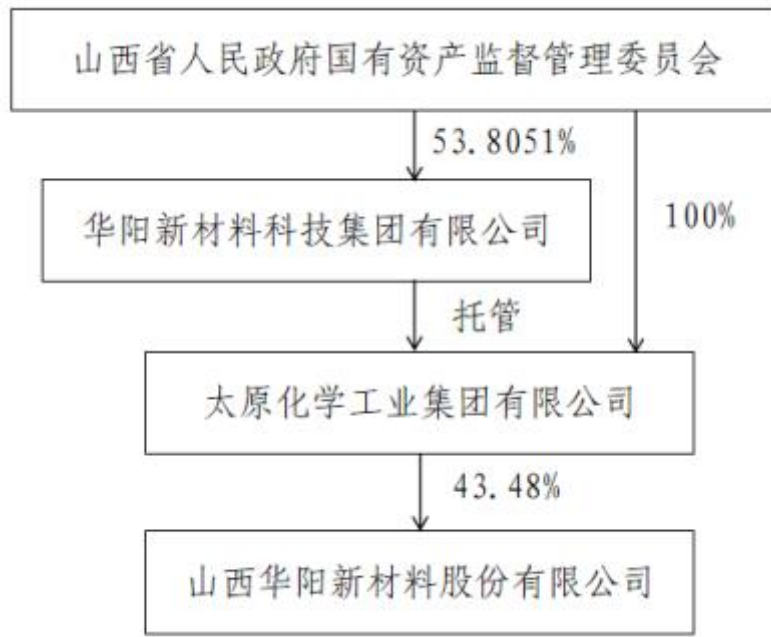 山西省人民政府国有资产监督管理委员会
53.8051%
华阳新材料科技集团有限公司
100%
托管
太原化学工业集团有限公司
43.48%
山西华阳新材料股份有限公司